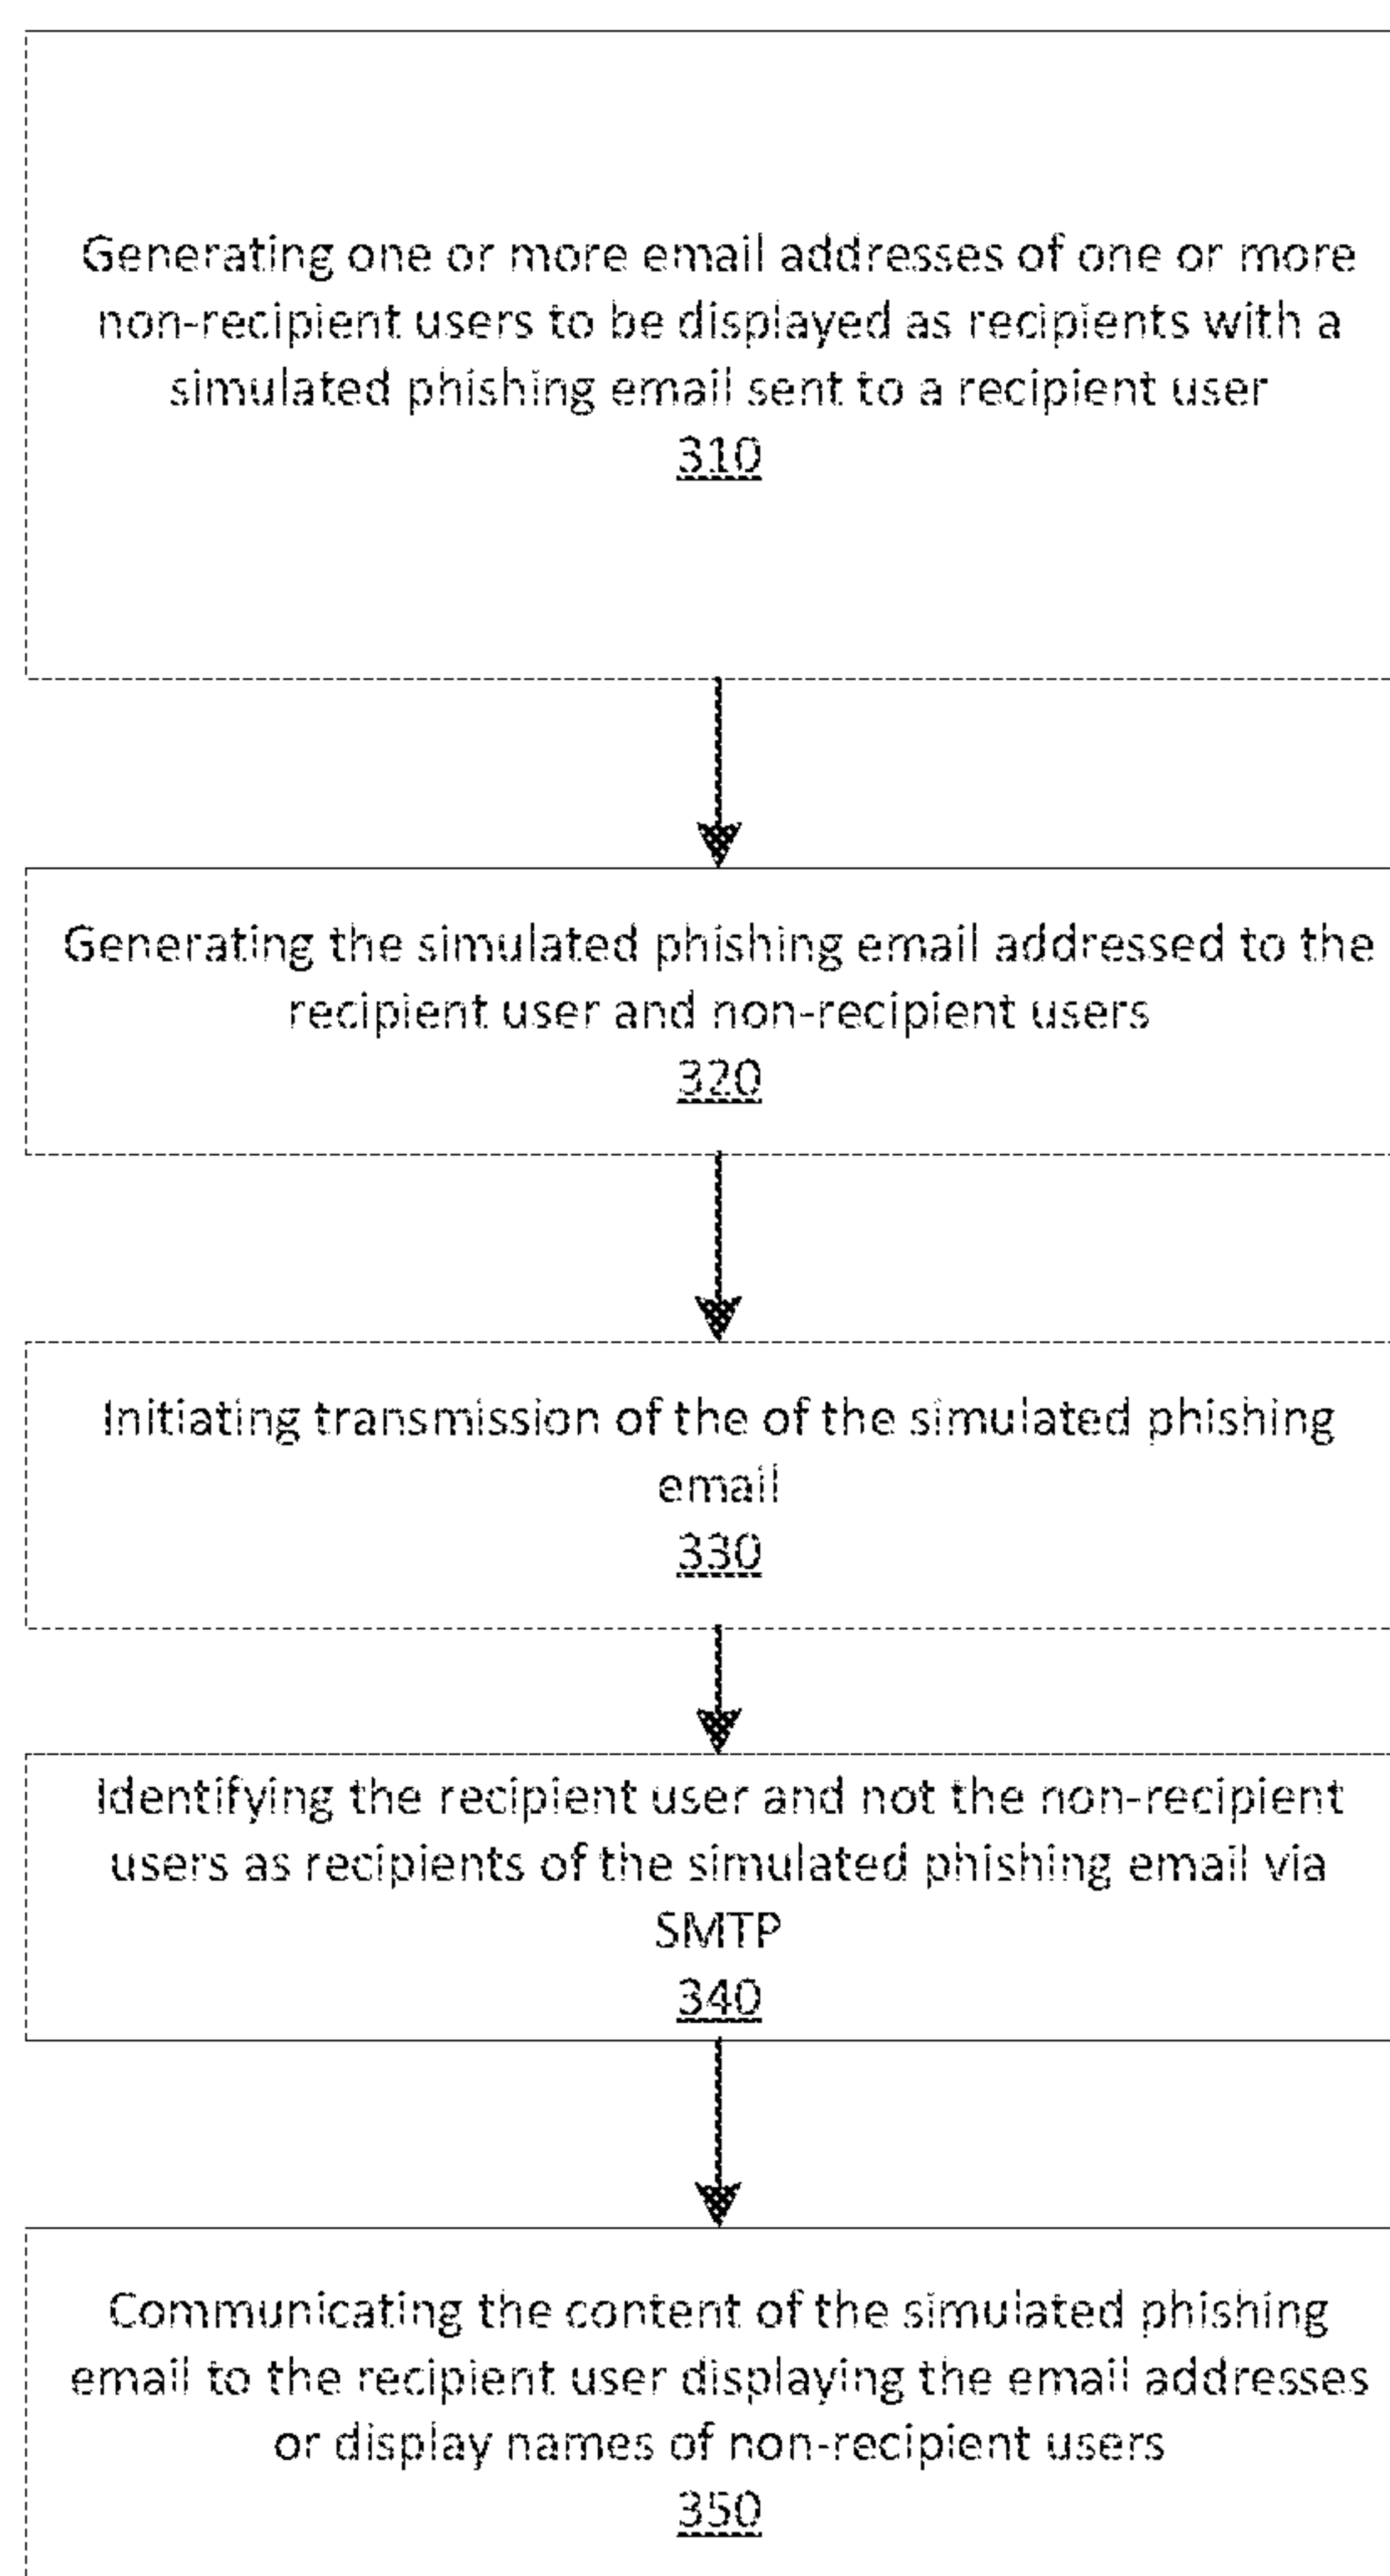 Generating one or more email addresses of one or more
non-recipient users to be displayed as recipients with a
simulated phishing email sent to a recipient user
310
Generating the simulated phishing email addressed to the
recipient user and non-recipient users
320
Initiating transmission of the of the simulated phishing
email
330
Identifying the recipient user and not the non-recipient
users as recipients of the simulated phishing email via
SMTP
340
Communicating the content of the simulated phishing
email to the recipient user displaying the email addresses
or display names of non-recipient users
350